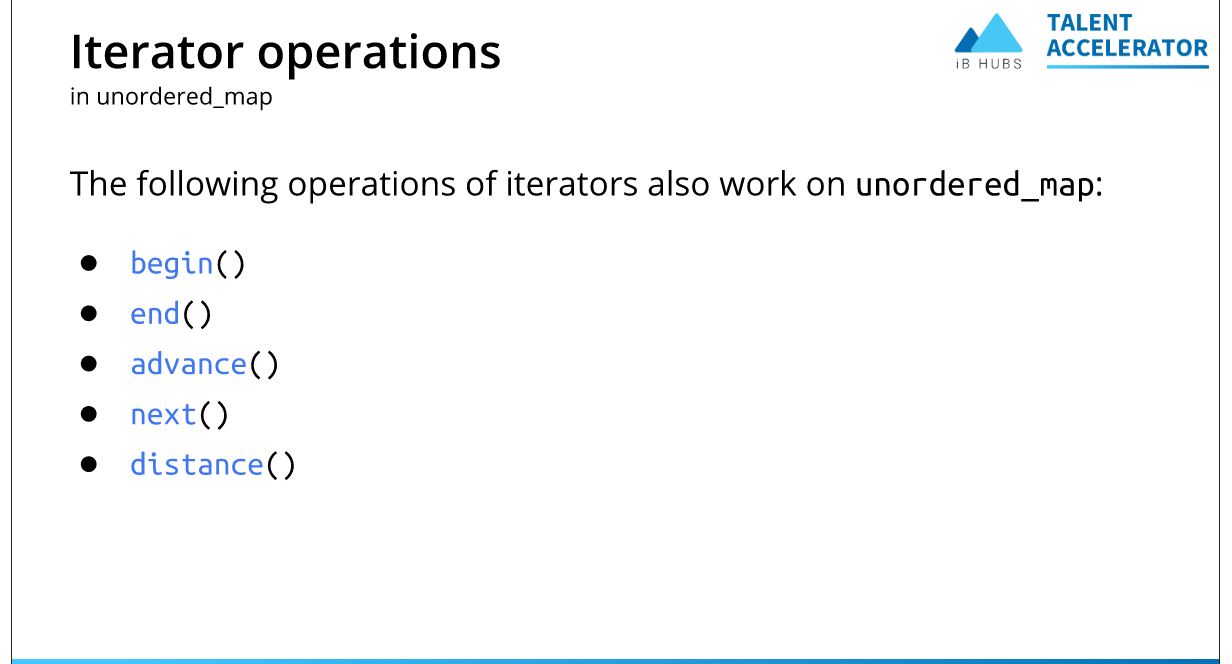 Iterator operations
in unordered_map
iB HUBS
TALENT
ACCELERATOR
The following operations of iterators also work on unordered_map:
● begin()
● end()
● advance()
● next()
● distance()